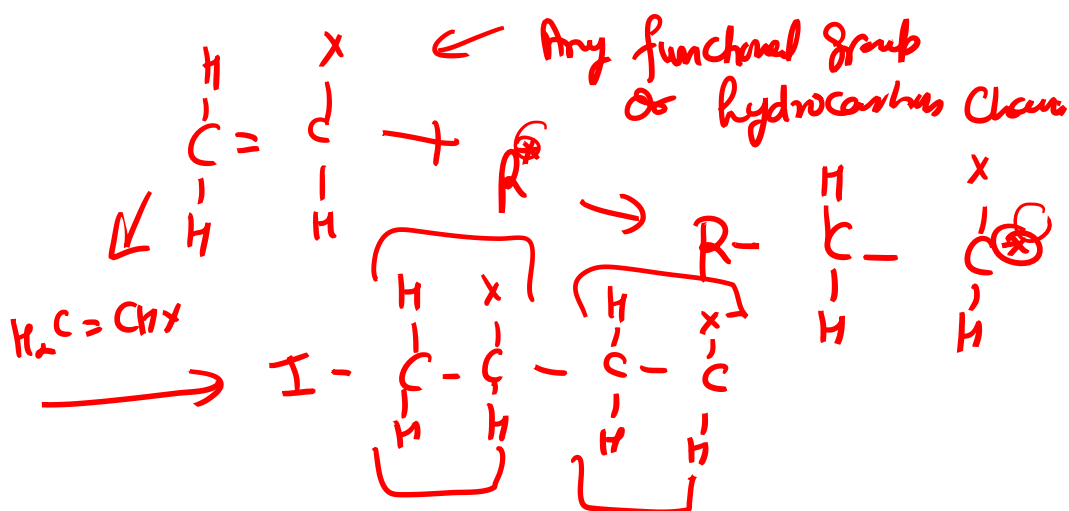 H X Any functional group
or hydrocarbon Chain
C = C + R*
H H
R - C - C *
H X
H H
H₂C = CHX
H X H X
I - C - C - C - C
H H H H